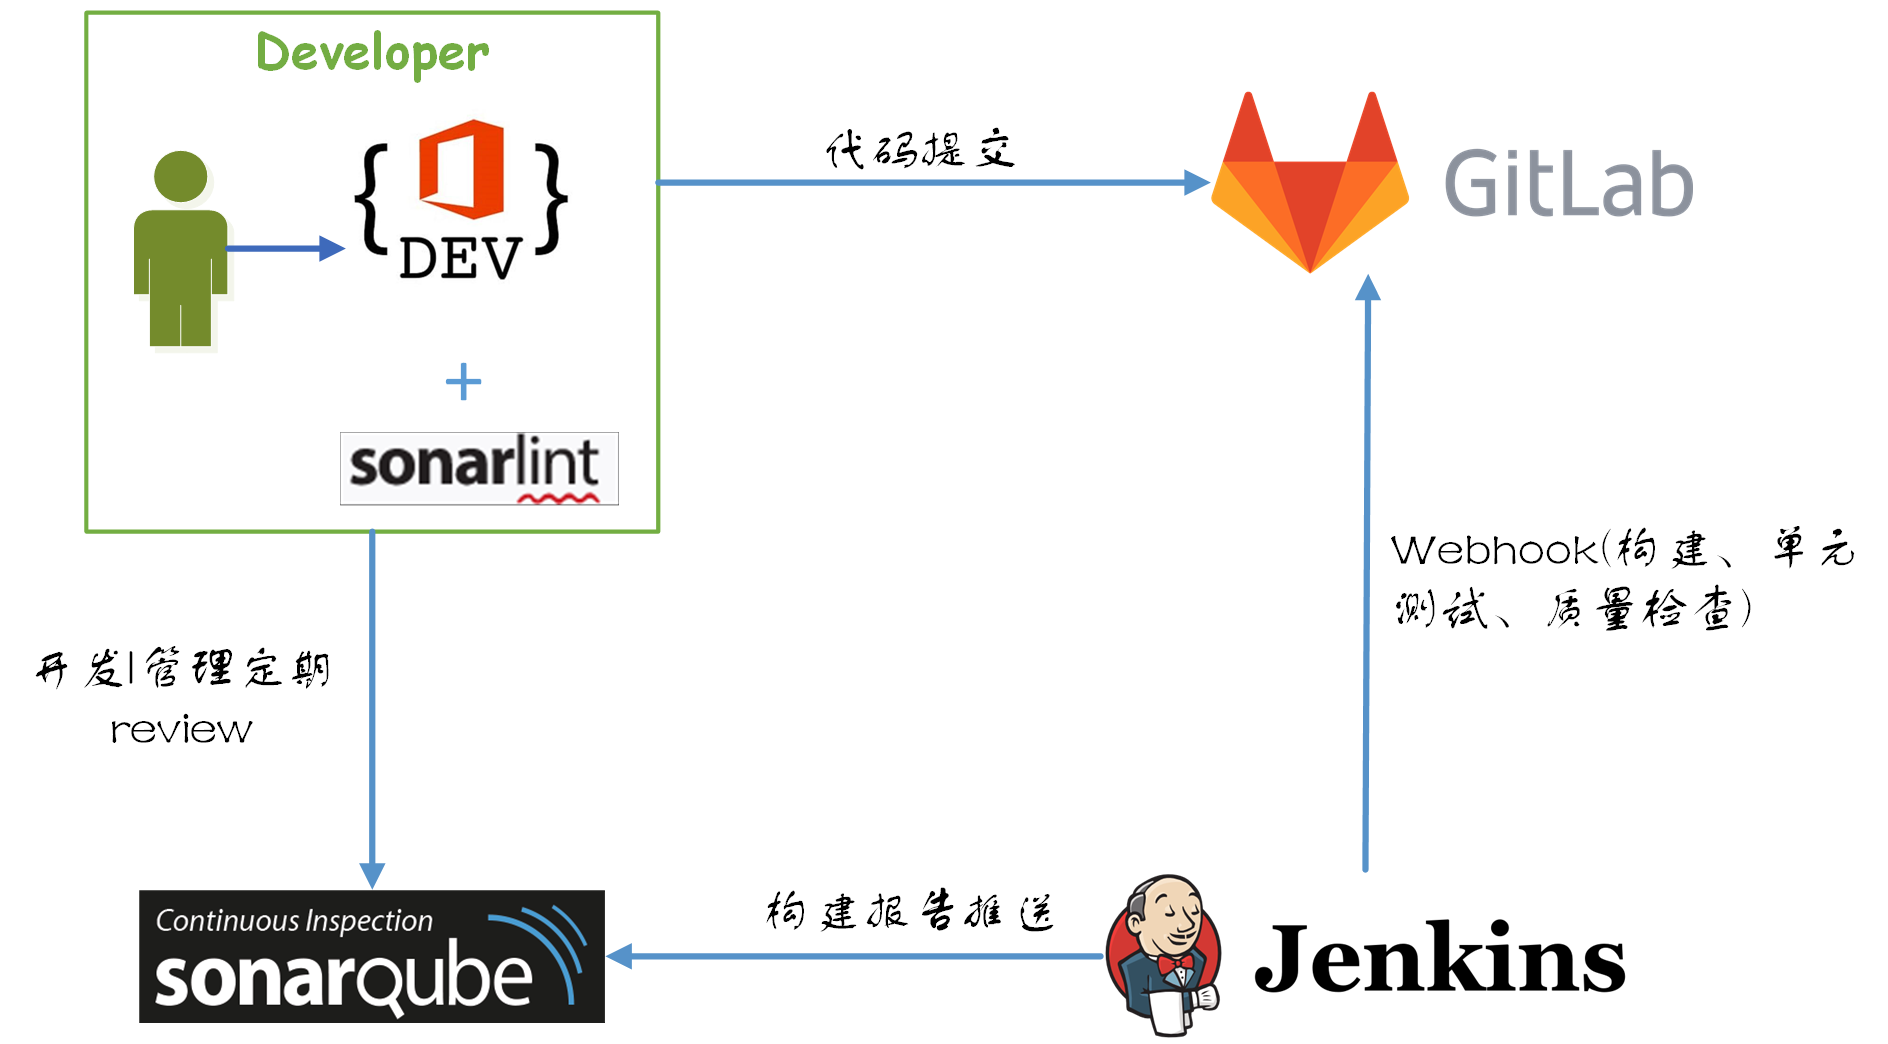 Developer
{ DEV }
+
sonarlint
代码提交
GitLab
Webhook(构建、单元
测试、质量检查)
开发|管理定期
review
构建报告推送
Continuous Inspection
sonarqube
Jenkins